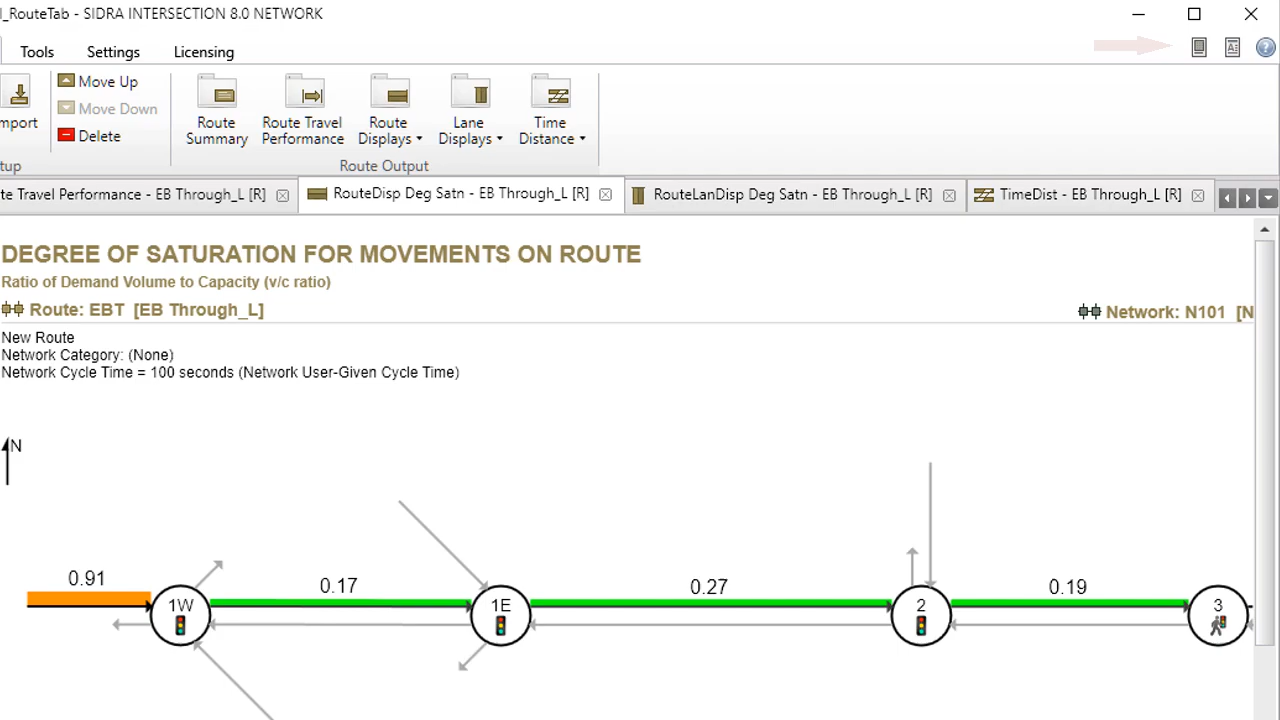 l_RouteTab - SIDRA INTERSECTION 8.0 NETWORK
Tools Settings Licensing
mport
Move Up
Move Down
Delete
Route Summary
Route Travel Performance
Route Displays
Lane Displays
Time Distance
tup
Route Output
te Travel Performance - EB Through_L [R]
RouteDisp Deg Satn - EB Through_L [R]
RouteLanDisp Deg Satn - EB Through_L [R]
TimeDist - EB Through_L [R]
DEGREE OF SATURATION FOR MOVEMENTS ON ROUTE
Ratio of Demand Volume to Capacity (v/c ratio)
Route: EBT [EB Through_L]
Network: N101 [N
New Route
Network Category: (None)
Network Cycle Time = 100 seconds (Network User-Given Cycle Time)
N
0.91
0.17
0.27
0.19
1W
1E
2
3